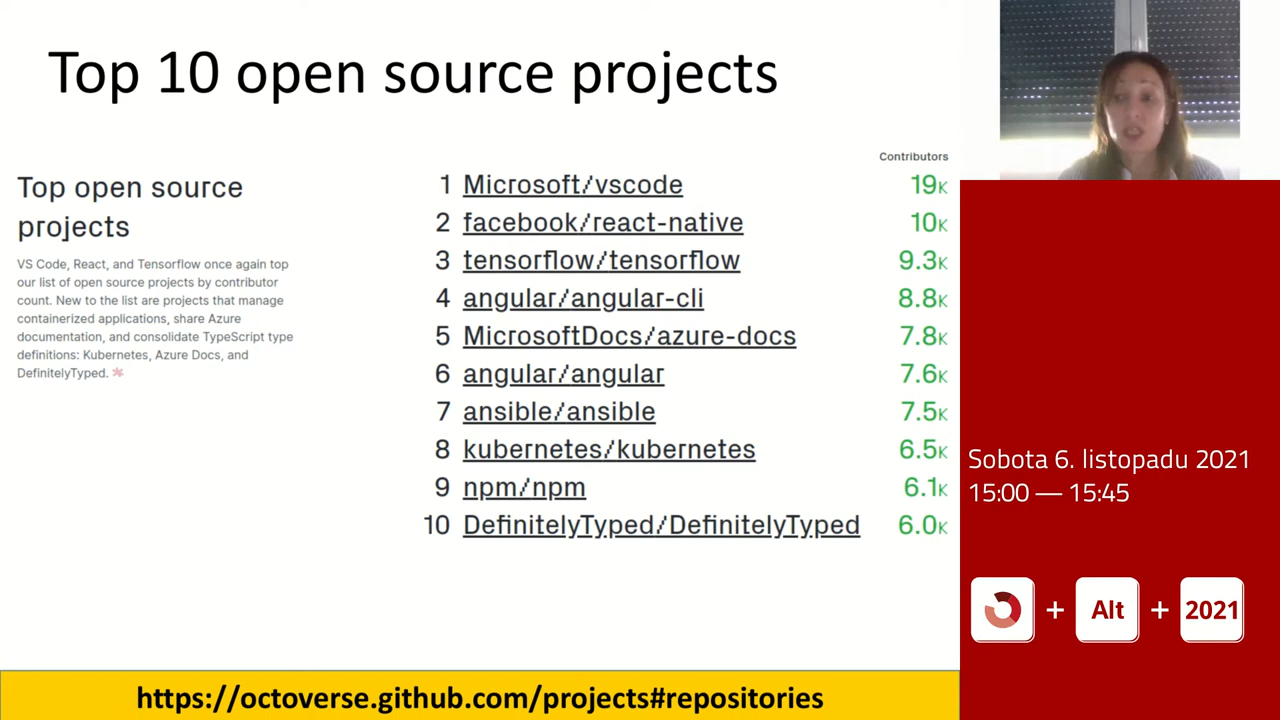 Top 10 open source projects
Top open source
projects
VS Code, React, and Tensorflow once again top
our list of open source projects by contributor
count. New to the list are projects that manage
containerized applications, share Azure
documentation, and consolidate TypeScript type
definitions: Kubernetes, Azure Docs, and
DefinitelyTyped.
Contributors
1 Microsoft/vscode 19K
2 facebook/react-native 10K
3 tensorflow/tensorflow 9.3K
4 angular/angular-cli 8.8K
5 MicrosoftDocs/azure-docs 7.8K
6 angular/angular 7.6K
7 ansible/ansible 7.5K
8 kubernetes/kubernetes 6.5K
9 npm/npm 6.1K
10 DefinitelyTyped/DefinitelyTyped 6.0K
https://octoverse.github.com/projects#repositories
Sobota 6. listopadu 2021
15:00 — 15:45
+ Alt + 2021